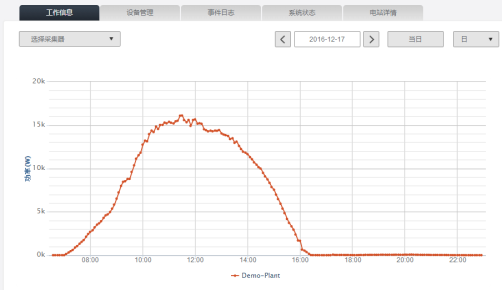 工作信息 设备管理 事件日志 系统状态 电站详情
选择采集器 2016-12-17 当日 日
20k
15k
10k
5k
0k
功率(W)
08:00 10:00 12:00 14:00 16:00 18:00 20:00 22:00
Demo-Plant